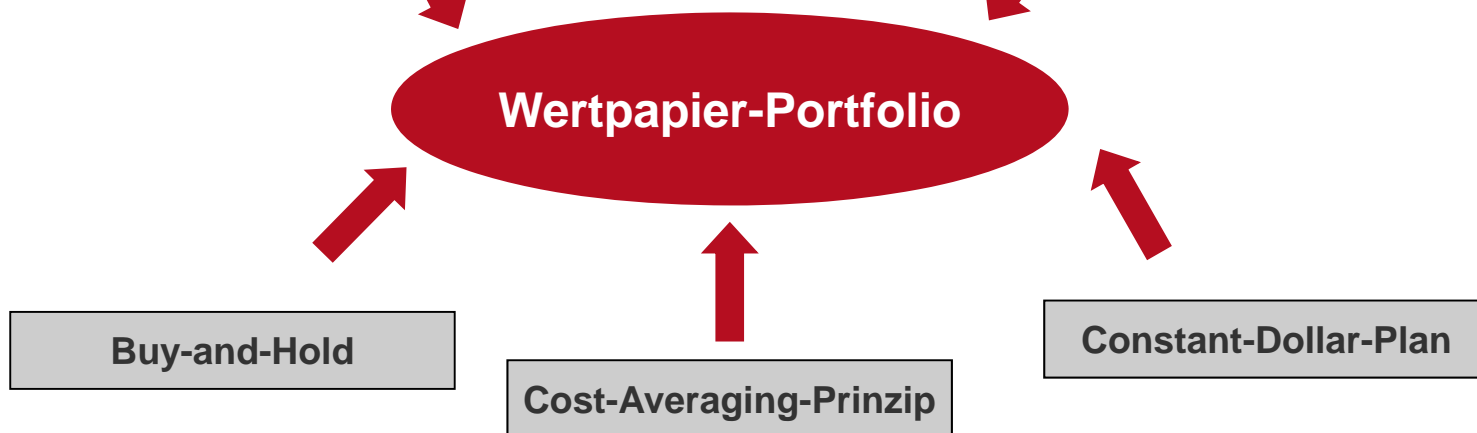 Wertpapier-Portfolio
Buy-and-Hold
Cost-Averaging-Prinzip
Constant-Dollar-Plan